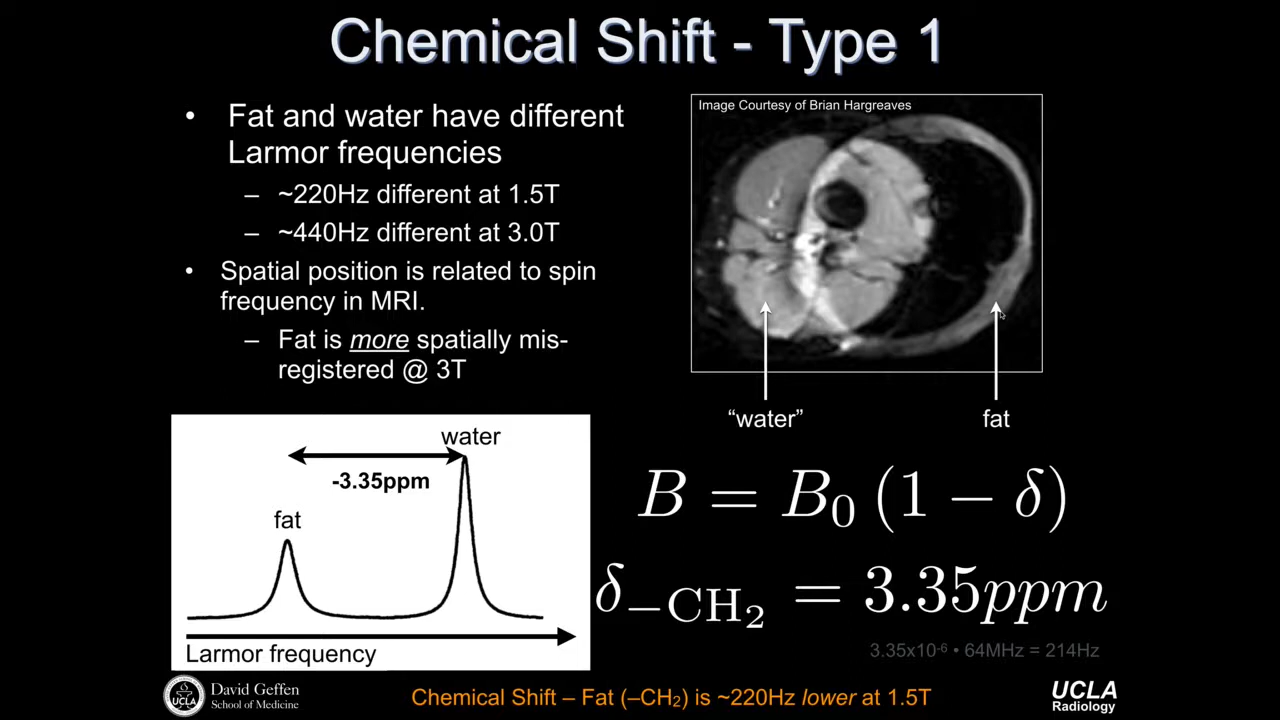 Chemical Shift - Type 1
• Fat and water have different
Larmor frequencies
– ~220Hz different at 1.5T
– ~440Hz different at 3.0T
• Spatial position is related to spin
frequency in MRI.
– Fat is more spatially mis-
registered @ 3T
Image Courtesy of Brian Hargreaves
“water”
fat
water
-3.35ppm
fat
Larmor frequency
B = B₀ (1 − δ)
δ₋CH₂ = 3.35ppm
3.35x10⁻⁶ • 64MHz = 214Hz
UCLA
David Geffen
School of Medicine
Chemical Shift – Fat (–CH₂) is ~220Hz lower at 1.5T
UCLA
Radiology